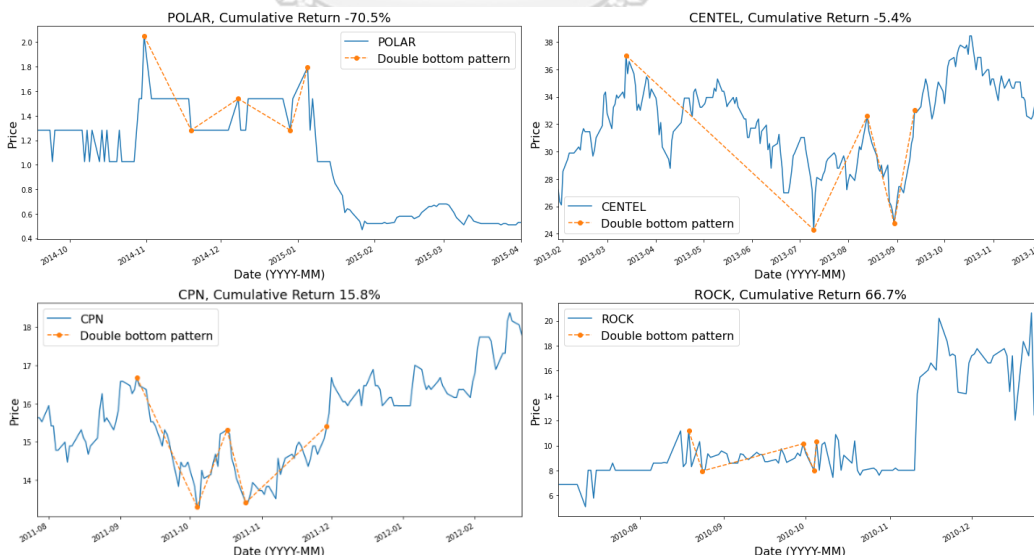 POLAR, Cumulative Return -70.5%
2.0
1.8
1.6
1.4
1.2
1.0
0.8
0.6
0.4
Price
POLAR
Double bottom pattern
2014-10
2014-11
2014-12
2015-01
2015-02
2015-03
2015-04
Date (YYYY-MM)
CENTEL, Cumulative Return -5.4%
38
36
34
32
30
28
26
24
Price
CENTEL
Double bottom pattern
2013-02
2013-03
2013-04
2013-05
2013-06
2013-07
2013-08
2013-09
2013-10
2013-11
Date (YYYY-MM)
CPN, Cumulative Return 15.8%
18
17
16
15
14
Price
CPN
Double bottom pattern
2011-08
2011-09
2011-10
2011-11
2011-12
2012-01
2012-02
Date (YYYY-MM)
ROCK, Cumulative Return 66.7%
20
18
16
14
12
10
8
6
Price
ROCK
Double bottom pattern
2010-08
2010-09
2010-10
2010-11
2010-12
Date (YYYY-MM)